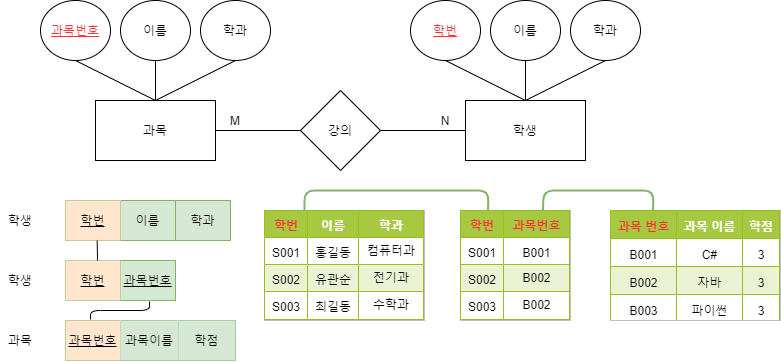 과목번호 이름 학과 학번 이름 학과
과목 M 강의 N 학생
학생 학번 이름 학과
학생 학번 과목번호
과목 과목번호 과목이름 학점
학번 이름 학과
S001 홍길동 컴퓨터과
S002 유관순 전기과
S003 최길동 수학과
학번 과목번호
S001 B001
S002 B002
S003 B002
과목 번호 과목 이름 학점
B001 C# 3
B002 자바 3
B003 파이썬 3